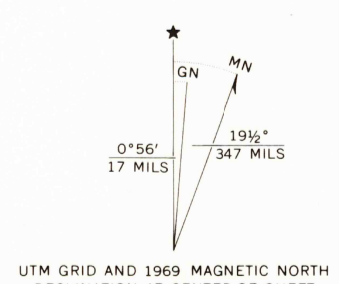 ★
MN
GN
0°56′
17 MILS
19½°
347 MILS
UTM GRID AND 1969 MAGNETIC NORTH